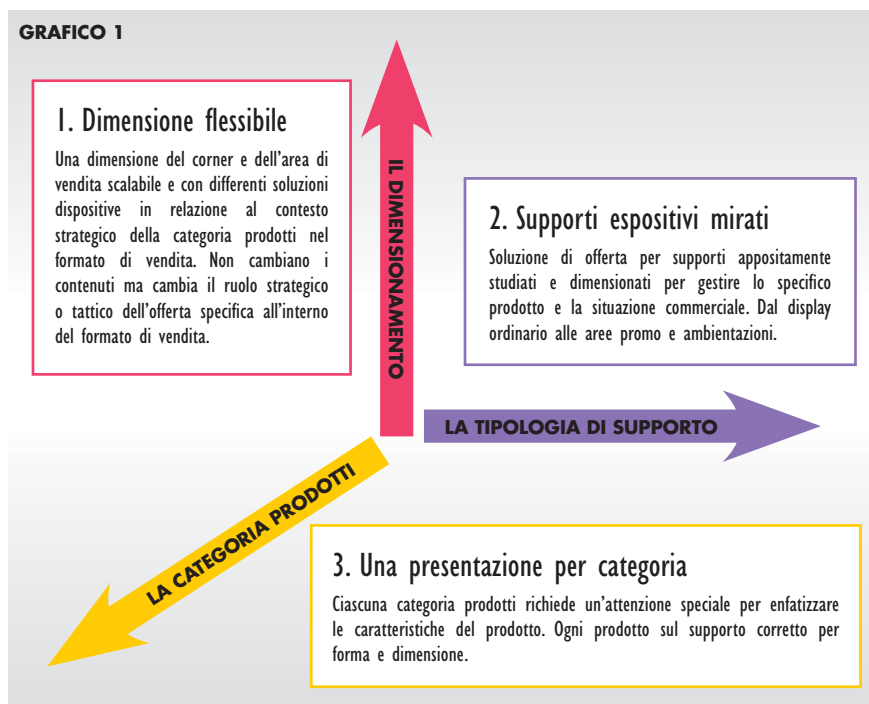 GRAFICO 1
1. Dimensione flessibile
Una dimensione del corner e dell'area di
vendita scalabile e con differenti soluzioni
dispositive in relazione al contesto
strategico della categoria prodotti nel
formato di vendita. Non cambiano i
contenuti ma cambia il ruolo strategico
o tattico dell'offerta specifica all'interno
del formato di vendita.
IL DIMENSIONAMENTO
2. Supporti espositivi mirati
Soluzione di offerta per supporti appositamente
studiati e dimensionati per gestire lo specifico
prodotto e la situazione commerciale. Dal display
ordinario alle aree promo e ambientazioni.
LA TIPOLOGIA DI SUPPORTO
LA CATEGORIA PRODOTTI
3. Una presentazione per categoria
Ciascuna categoria prodotti richiede un'attenzione speciale per enfatizzare
le caratteristiche del prodotto. Ogni prodotto sul supporto corretto per
forma e dimensione.